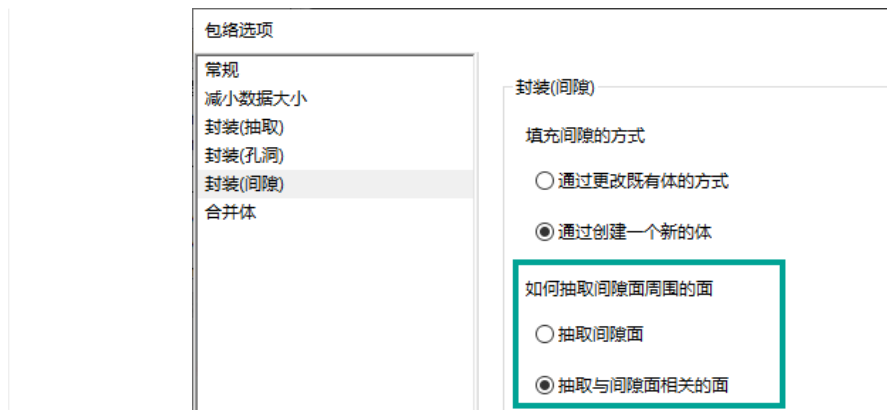 包络选项
常规
减小数据大小
封装(抽取)
封装(孔洞)
封装(间隙)
合并体
封装(间隙)
填充间隙的方式
通过更改既有体的方式
通过创建一个新的体
如何抽取间隙面周围的面
抽取间隙面
抽取与间隙面相关的面